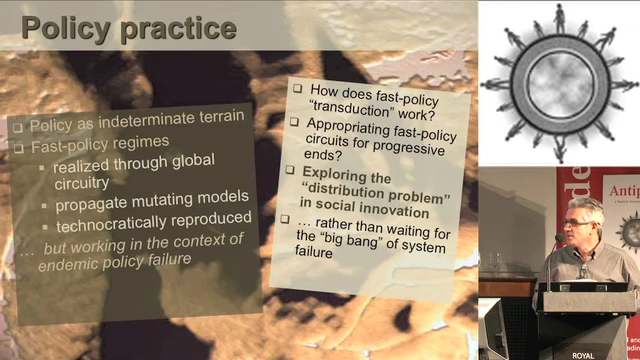 Policy practice
Policy as indeterminate terrain
Fast-policy regimes
realized through global
circuitry
propagate mutating models
technocratically reproduced
... but working in the context of
endemic policy failure
How does fast-policy
“transduction” work?
Appropriating fast-policy
circuits for progressive
ends?
Exploring the
“distribution problem”
in social innovation
... rather than waiting for
the “big bang” of system
failure
Antip
ROYAL